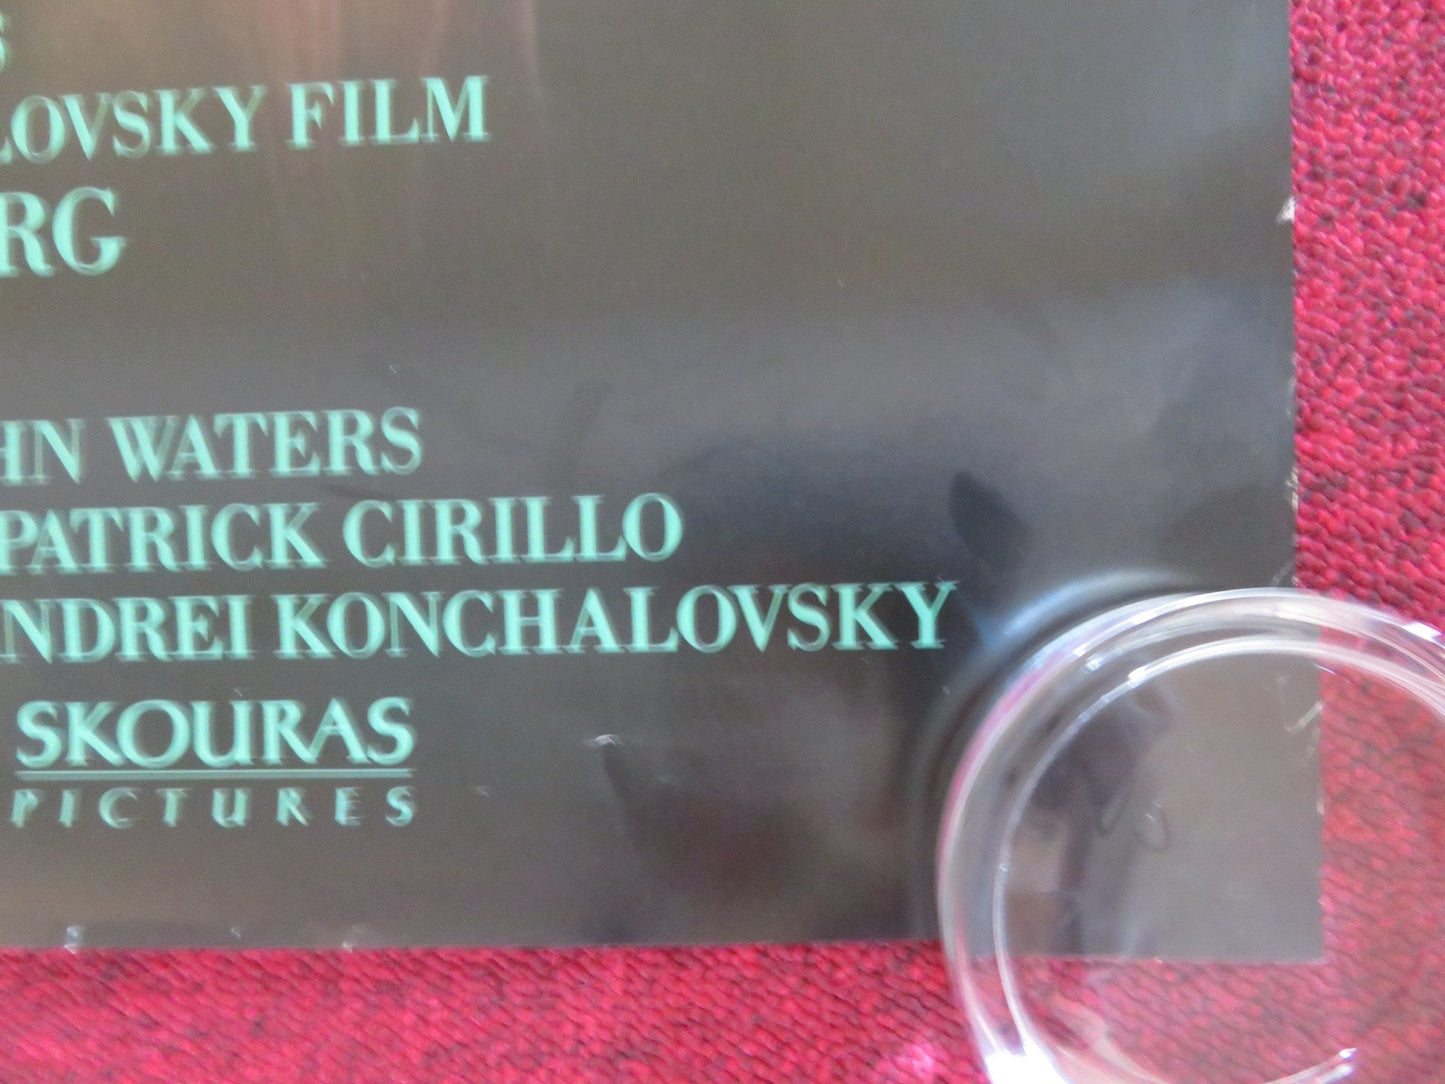 S
LOVSKY FILM
RG
HN WATERS
PATRICK CIRILLO
NDREI KONCHALOVSKY
SKOURAS
PICTURES